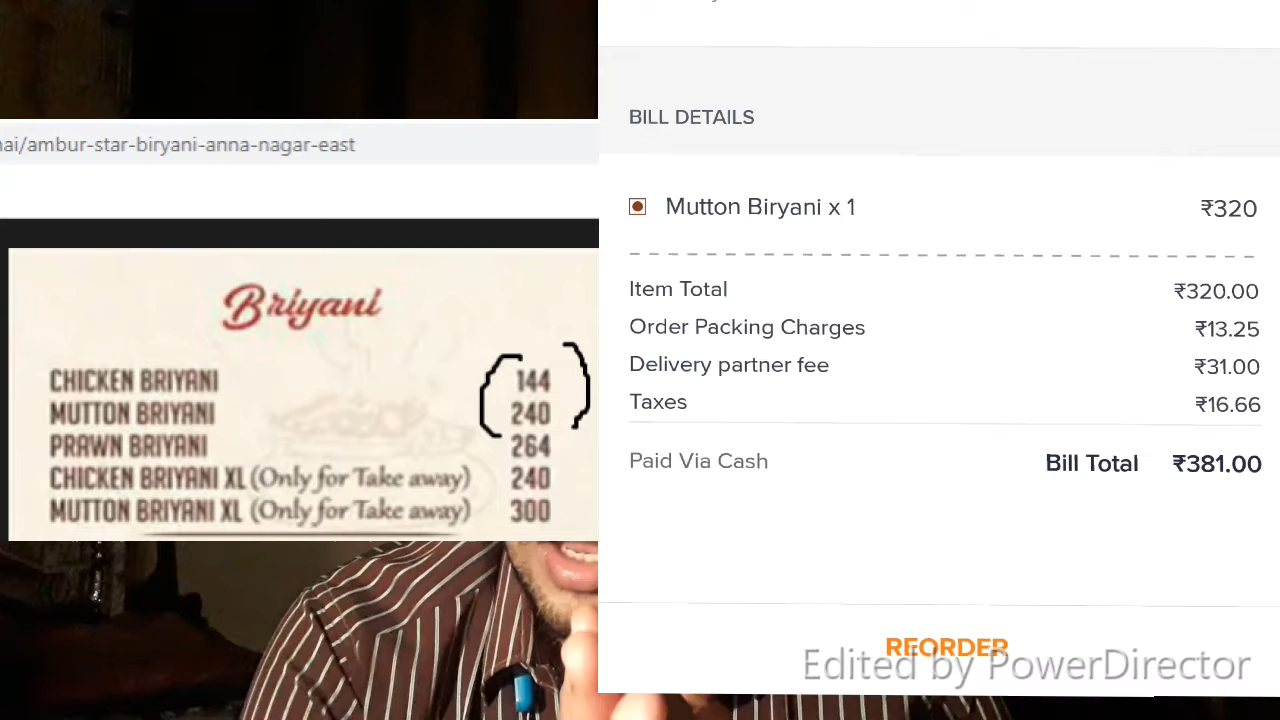 nai/ambur-star-biryani-anna-nagar-east
Briyani
CHICKEN BRIYANI 144
MUTTON BRIYANI 240
PRAWN BRIYANI 264
CHICKEN BRIYANI XL (Only for Take away) 240
MUTTON BRIYANI XL (Only for Take away) 300
BILL DETAILS
Mutton Biryani x 1 ₹320
Item Total ₹320.00
Order Packing Charges ₹13.25
Delivery partner fee ₹31.00
Taxes ₹16.66
Paid Via Cash Bill Total ₹381.00
REORDER
Edited by PowerDirector